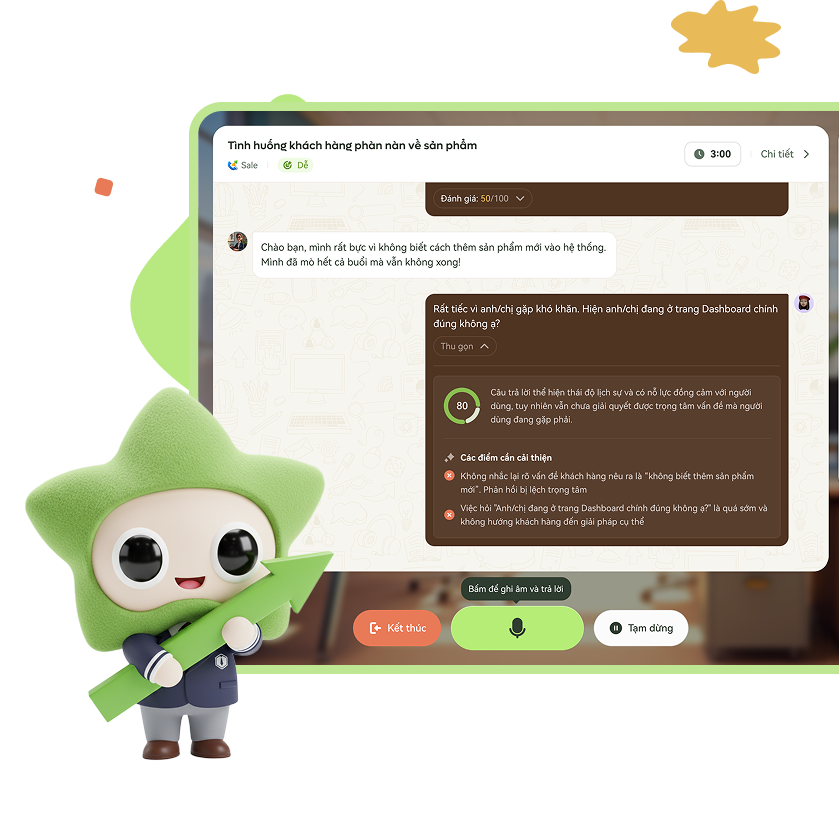 Tình huống khách hàng phàn nàn về sản phẩm
Sale
Dễ
3:00
Chi tiết
Đánh giá: 50/100
Chào bạn, mình rất bực vì không biết cách thêm sản phẩm mới vào hệ thống.
Mình đã mò hết cả buổi mà vẫn không xong!
Rất tiếc vì anh/chị gặp khó khăn. Hiện anh/chị đang ở trang Dashboard chính
đúng không ạ?
Thu gọn
80
Câu trả lời thể hiện thái độ lịch sự và có nỗ lực đồng cảm với người
dùng, tuy nhiên vẫn chưa giải quyết được trọng tâm vấn đề mà người
dùng đang gặp phải.
Các điểm cần cải thiện
Không nhắc lại rõ vấn đề khách hàng nêu ra là "không biết thêm sản phẩm
mới". Phản hồi bị lệch trọng tâm
Việc hỏi "Anh/chị đang ở trang Dashboard chính đúng không ạ?" là quá sớm và
không hướng khách hàng đến giải pháp cụ thể
Bấm để ghi âm và trả lời
Kết thúc
Tạm dừng